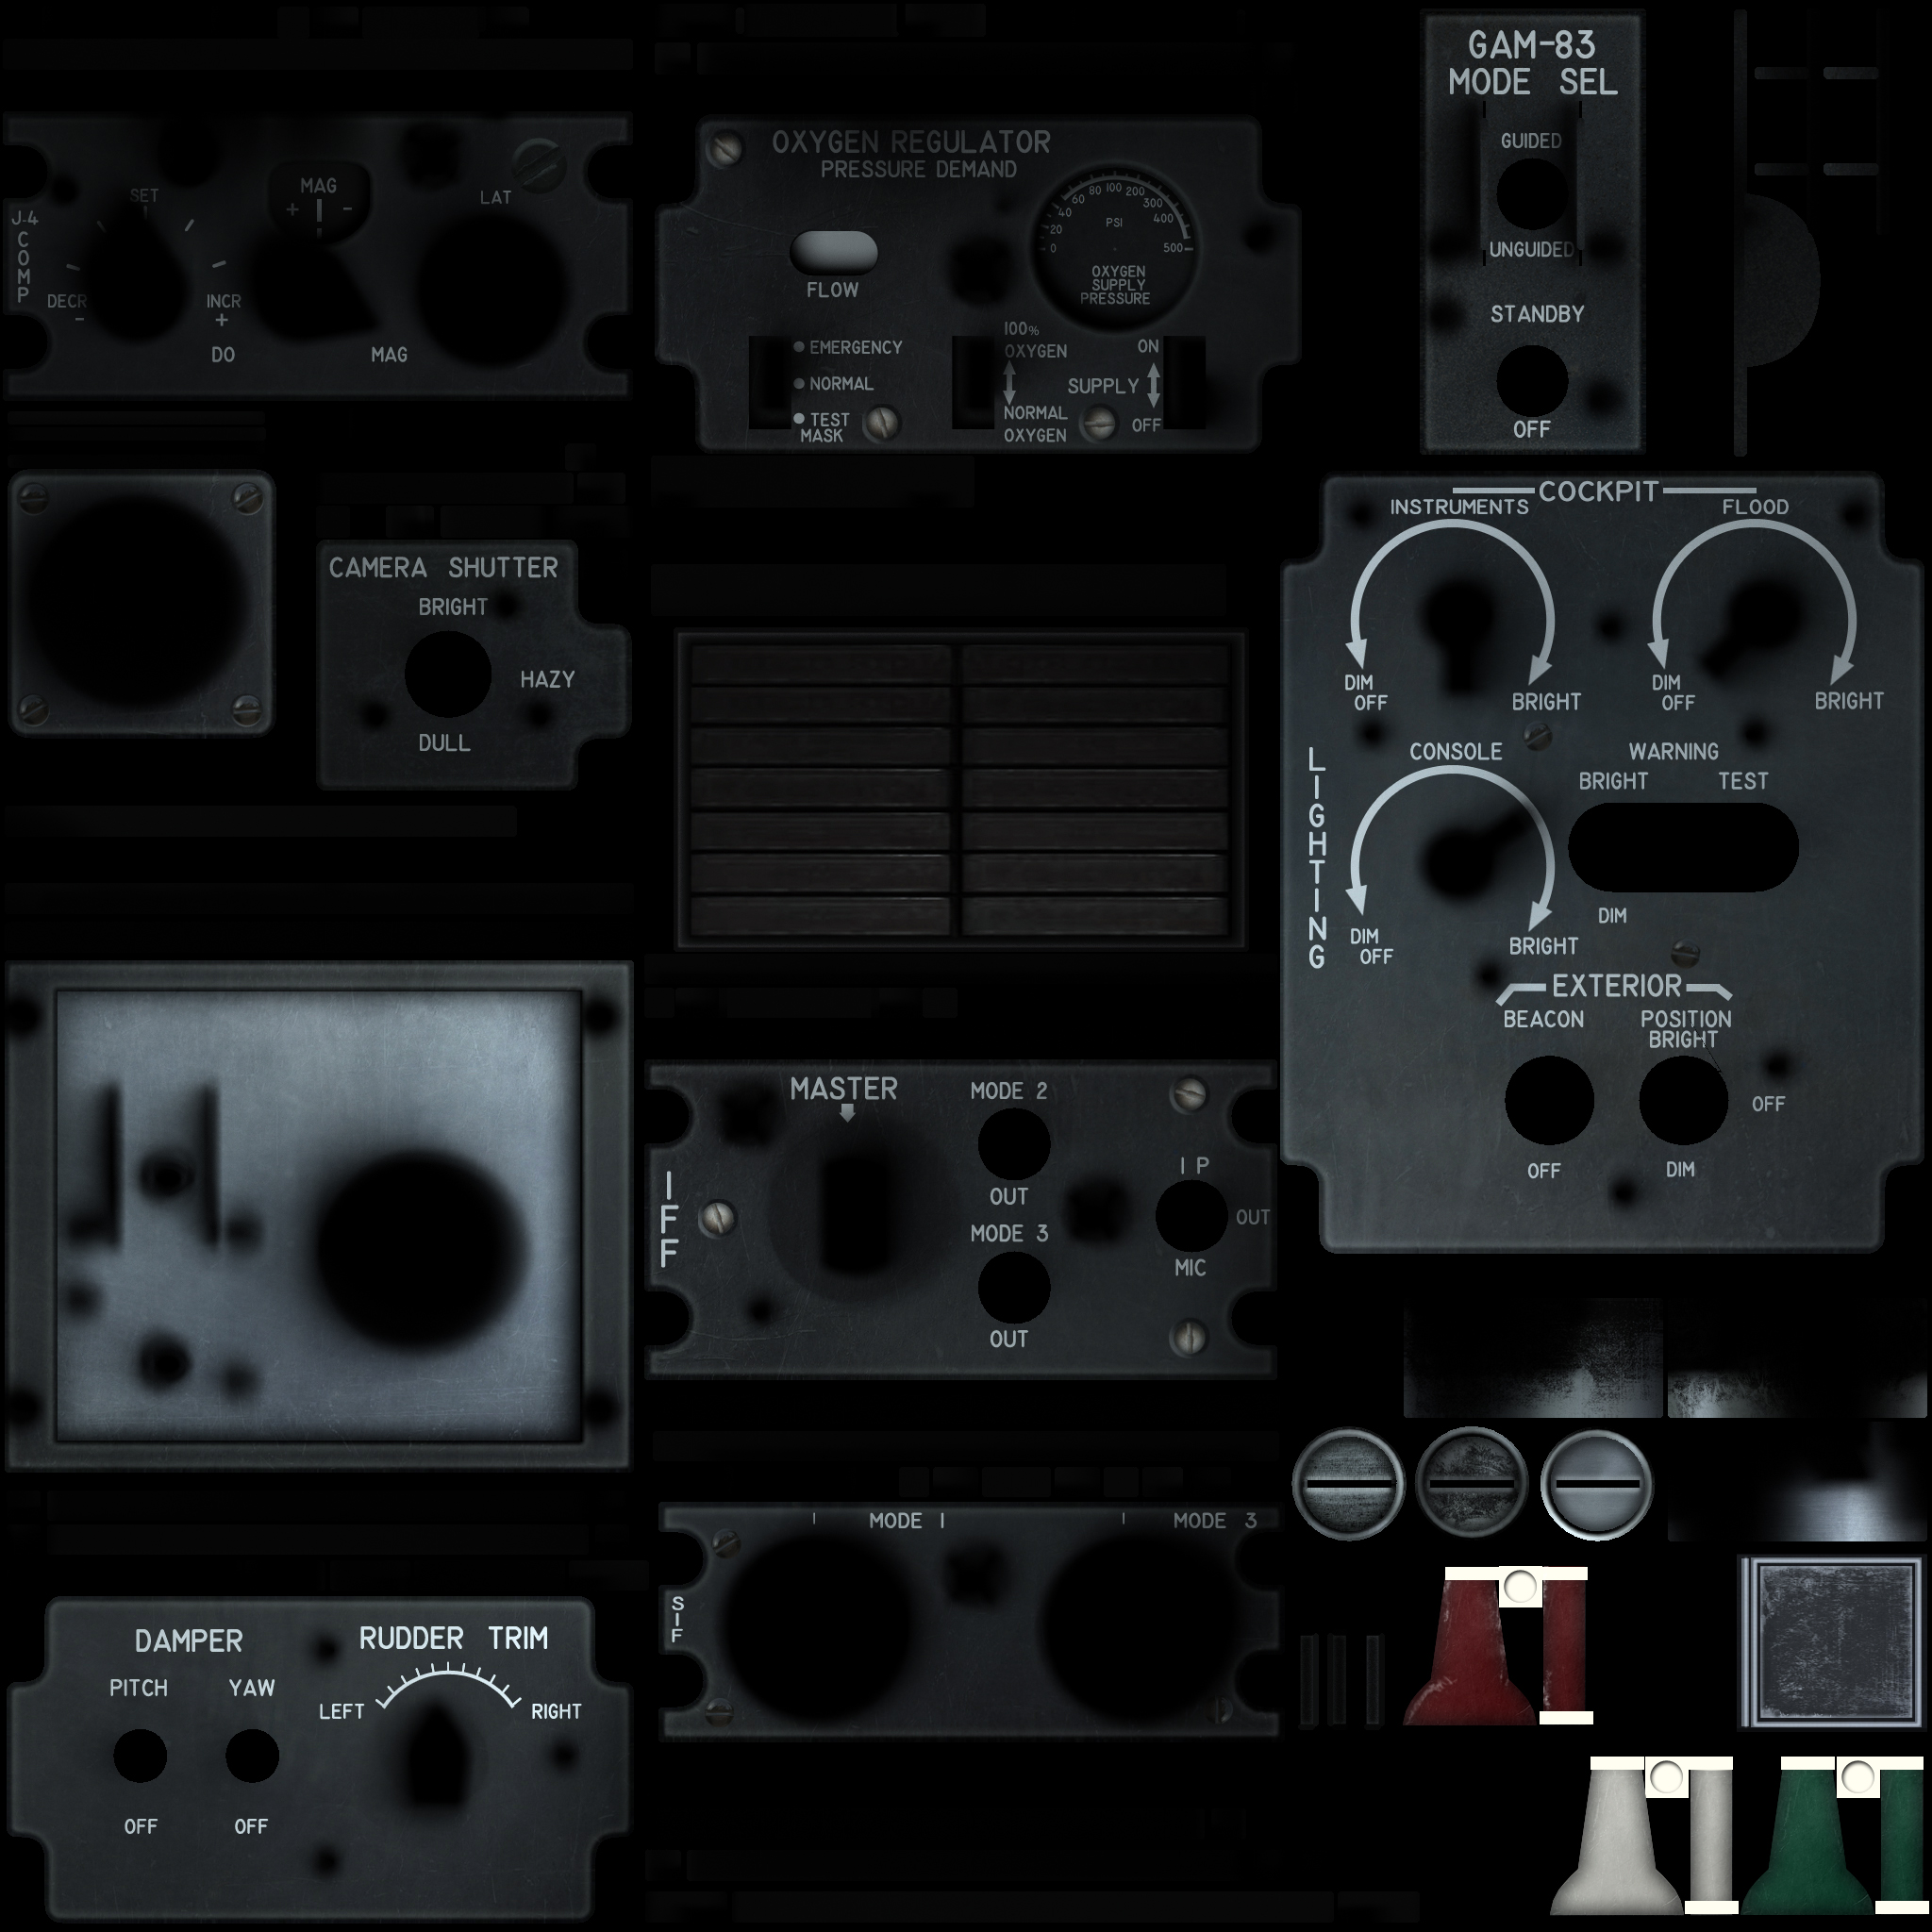 J-4 COMP
SET
MAG
+ -
LAT
DECR
-
INCR
+
DO
MAG
OXYGEN REGULATOR
PRESSURE DEMAND
FLOW
0 20 40 60 80 100 200 300 400 500
PSI
OXYGEN
SUPPLY
PRESSURE
EMERGENCY
NORMAL
TEST
MASK
100%
OXYGEN
NORMAL
OXYGEN
ON
SUPPLY
OFF
GAM-83
MODE SEL
GUIDED
UNGUIDED
STANDBY
OFF
CAMERA SHUTTER
BRIGHT
HAZY
DULL
LIGHTING
COCKPIT
INSTRUMENTS
FLOOD
DIM
OFF
BRIGHT
DIM
OFF
BRIGHT
CONSOLE
DIM
OFF
BRIGHT
WARNING
BRIGHT TEST
DIM
EXTERIOR
BEACON
OFF
POSITION
BRIGHT
OFF
DIM
IFF
MASTER
MODE 2
OUT
MODE 3
OUT
I P
OUT
MIC
SIF
I MODE I
I MODE 3
DAMPER
PITCH YAW
OFF OFF
RUDDER TRIM
LEFT RIGHT